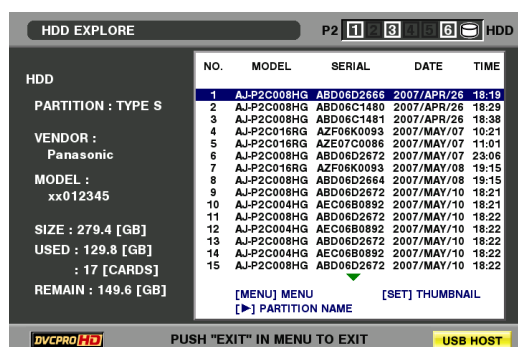 HDD EXPLORE
P2 1 2 3 4 5 6 HDD
HDD
PARTITION : TYPE S
VENDOR :
Panasonic
MODEL :
xx012345
SIZE : 279.4 [GB]
USED : 129.8 [GB]
: 17 [CARDS]
REMAIN : 149.6 [GB]
NO. MODEL SERIAL DATE TIME
1 AJ-P2C008HG ABD06D2666 2007/APR/26 18:19
2 AJ-P2C008HG ABD06C1480 2007/APR/26 18:29
3 AJ-P2C008HG ABD06C1481 2007/APR/26 18:38
4 AJ-P2C016RG AZF06K0093 2007/MAY/07 10:21
5 AJ-P2C016RG AZE07C0086 2007/MAY/07 11:01
6 AJ-P2C008HG ABD06D2672 2007/MAY/07 23:06
7 AJ-P2C016RG AZF06K0093 2007/MAY/08 19:15
8 AJ-P2C008HG ABD06D2664 2007/MAY/08 19:15
9 AJ-P2C008HG ABD06D2672 2007/MAY/10 18:21
10 AJ-P2C004HG AEC06B0892 2007/MAY/10 18:21
11 AJ-P2C008HG ABD06D2672 2007/MAY/10 18:22
12 AJ-P2C004HG AEC06B0892 2007/MAY/10 18:22
13 AJ-P2C008HG ABD06D2672 2007/MAY/10 18:22
14 AJ-P2C004HG AEC06B0892 2007/MAY/10 18:22
15 AJ-P2C008HG ABD06D2672 2007/MAY/10 18:22
[MENU] MENU [SET] THUMBNAIL
[▶] PARTITION NAME
DVCPRO HD PUSH "EXIT" IN MENU TO EXIT USB HOST